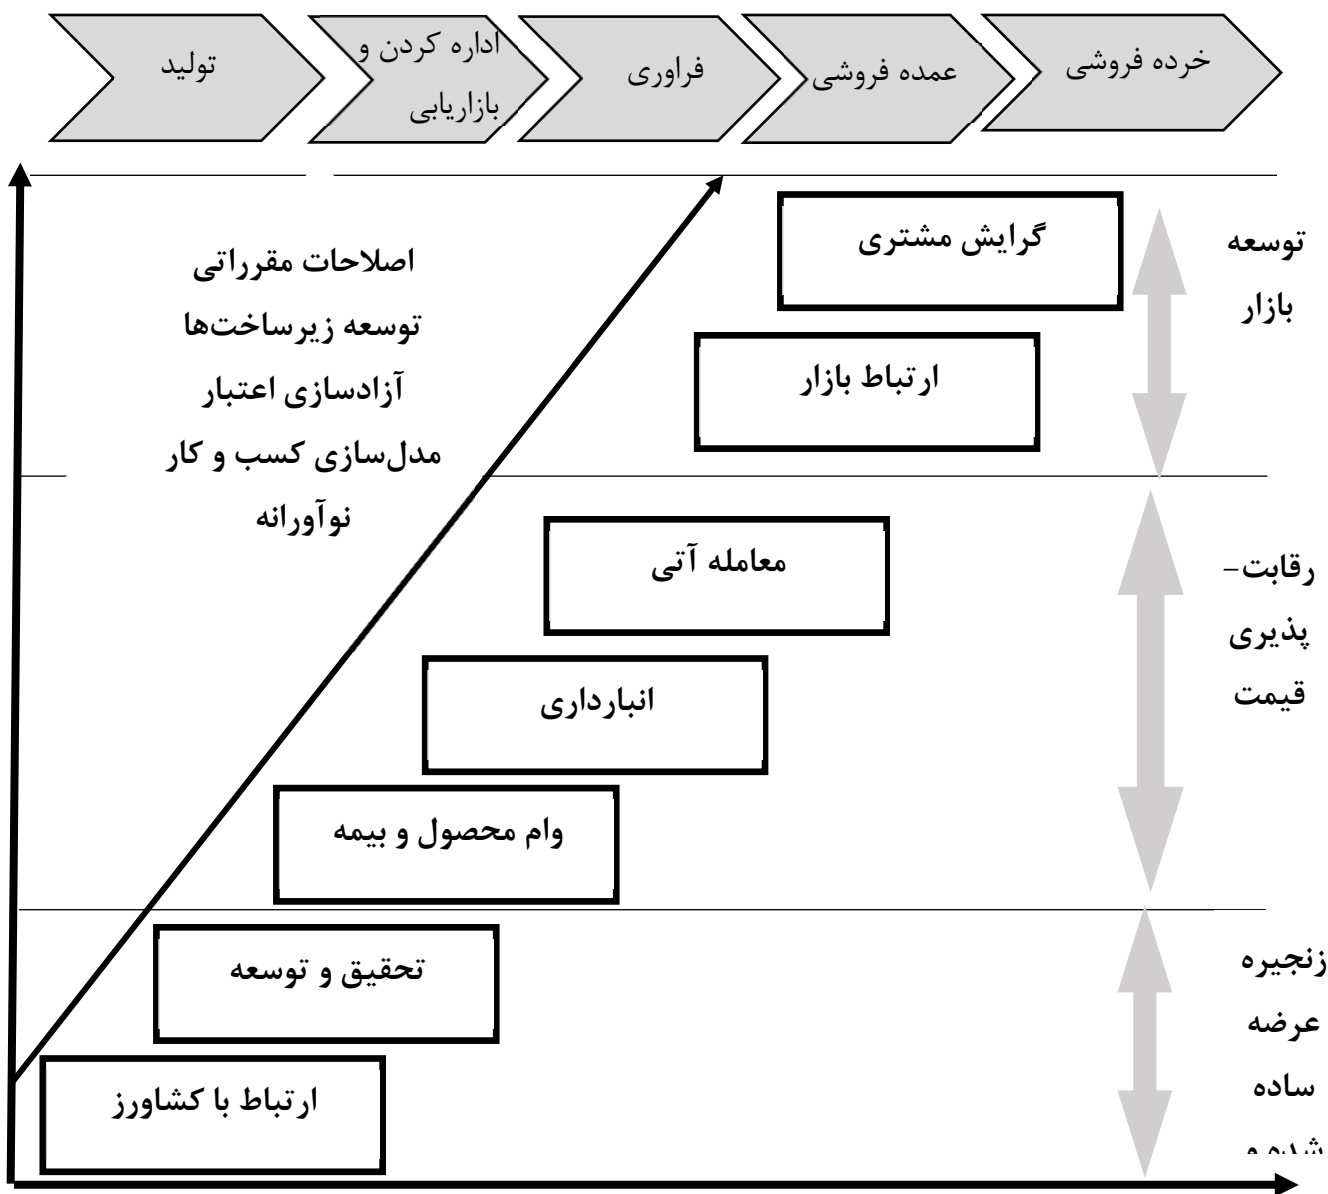 تولید
اداره کردن و
بازاریابی
فراوری
عمده فروشی
خرده فروشی
اصلاحات مقرراتی
توسعه زیرساخت‌ها
آزادسازی اعتبار
مدل‌سازی کسب و کار
نوآورانه
گرایش مشتری
ارتباط بازار
معامله آتی
انبارداری
وام محصول و بیمه
تحقیق و توسعه
ارتباط با کشاورز
توسعه
بازار
رقابت-
پذیری
قیمت
زنجیره
عرضه
ساده
شده و